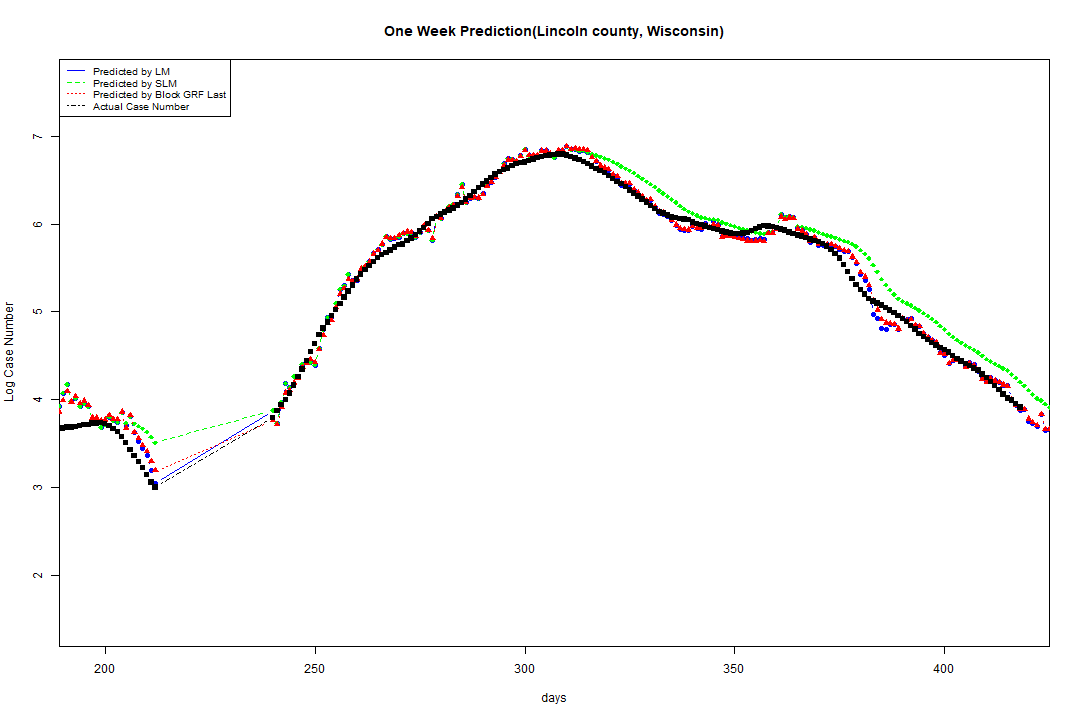 One Week Prediction(Lincoln county, Wisconsin)
Predicted by LM
Predicted by SLM
Predicted by Block GRF Last
Actual Case Number
7
6
5
4
3
2
Log Case Number
200 250 300 350 400
days